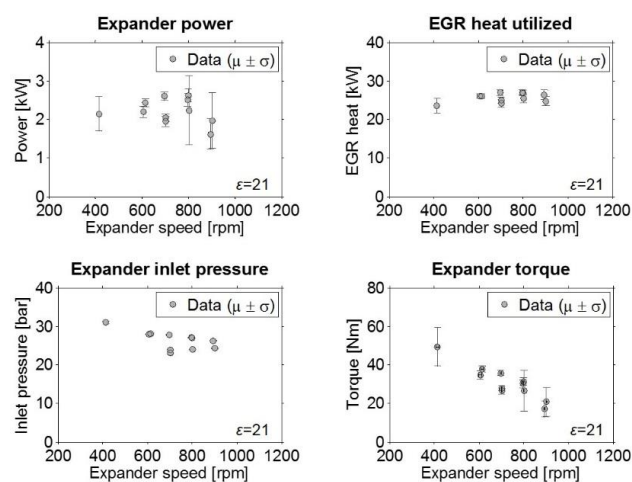 Expander power
Power [kW]
4
3
2
1
0
Data (μ ± σ)
ε=21
200 400 600 800 1000 1200
Expander speed [rpm]
EGR heat utilized
EGR heat [kW]
40
30
20
10
0
Data (μ ± σ)
ε=21
200 400 600 800 1000 1200
Expander speed [rpm]
Expander inlet pressure
Inlet pressure [bar]
40
30
20
10
0
Data (μ ± σ)
ε=21
200 400 600 800 1000 1200
Expander speed [rpm]
Expander torque
Torque [Nm]
80
60
40
20
0
Data (μ ± σ)
ε=21
200 400 600 800 1000 1200
Expander speed [rpm]